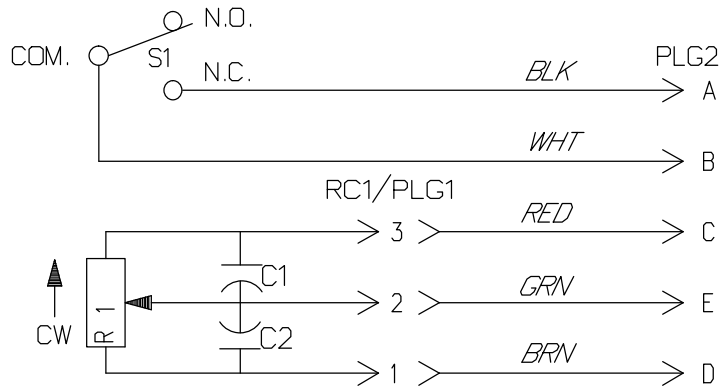 N.O.
COM.
S1
N.C.
BLK
PLG2
A
WHT
B
RC1/PLG1
RED
3
C
C1
GRN
R 1
2
E
CW
C2
BRN
1
D